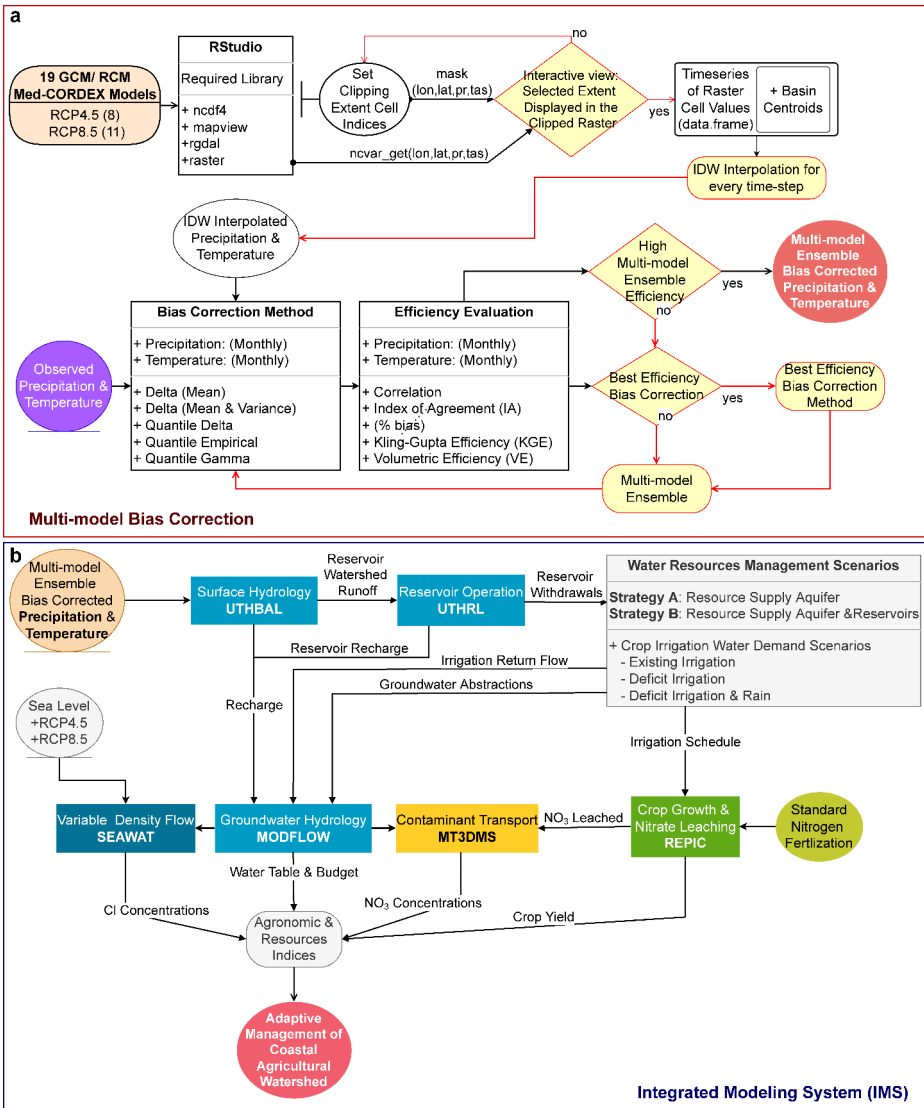 a
19 GCM/ RCM
Med-CORDEX Models
RCP4.5 (8)
RCP8.5 (11)
RStudio
Required Library
+ ncdf4
+ mapview
+rgdal
+raster
Set
Clipping
Extent Cell
Indices
mask
(lon,lat,pr,tas)
ncvar_get(lon,lat,pr,tas)
no
Interactive view:
Selected Extent
Displayed in the
Clipped Raster
yes
Timeseries
of Raster
Cell Values
(data.frame)
+ Basin
Centroids
IDW Interpolation for
every time-step
IDW Interpolated
Precipitation &
Temperature
Observed
Precipitation &
Temperature
Bias Correction Method
+ Precipitation: (Monthly)
+ Temperature: (Monthly)
+ Delta (Mean)
+ Delta (Mean & Variance)
+ Quantile Delta
+ Quantile Empirical
+ Quantile Gamma
Efficiency Evaluation
+ Precipitation: (Monthly)
+ Temperature: (Monthly)
+ Correlation
+ Index of Agreement (IA)
+ (% bias)
+ Kling-Gupta Efficiency (KGE)
+ Volumetric Efficiency (VE)
High
Multi-model
Ensemble
Efficiency
yes
no
Multi-model
Ensemble
Bias Corrected
Precipitation &
Temperature
Best Efficiency
Bias Correction
yes
no
Best Efficiency
Bias Correction
Method
Multi-model
Ensemble
Multi-model Bias Correction
b
Multi-model
Ensemble
Bias Corrected
Precipitation &
Temperature
Surface Hydrology
UTHBAL
Reservoir
Watershed
Runoff
Reservoir Operation
UTHRL
Reservoir
Withdrawals
Water Resources Management Scenarios
Strategy A: Resource Supply Aquifer
Strategy B: Resource Supply Aquifer &Reservoirs
+ Crop Irrigation Water Demand Scenarios
- Existing Irrigation
- Deficit Irrigation
- Deficit Irrigation & Rain
Reservoir Recharge
Irrigation Return Flow
Recharge
Groundwater Abstractions
Sea Level
+RCP4.5
+RCP8.5
Irrigation Schedule
Variable Density Flow
SEAWAT
Groundwater Hydrology
MODFLOW
Contaminant Transport
MT3DMS
NO₃ Leached
Crop Growth &
Nitrate Leaching
REPIC
Standard
Nitrogen
Fertlization
Water Table & Budget
Cl Concentrations
NO₃ Concentrations
Crop Yield
Agronomic &
Resources
Indices
Adaptive
Management of
Coastal
Agricultural
Watershed
Integrated Modeling System (IMS)